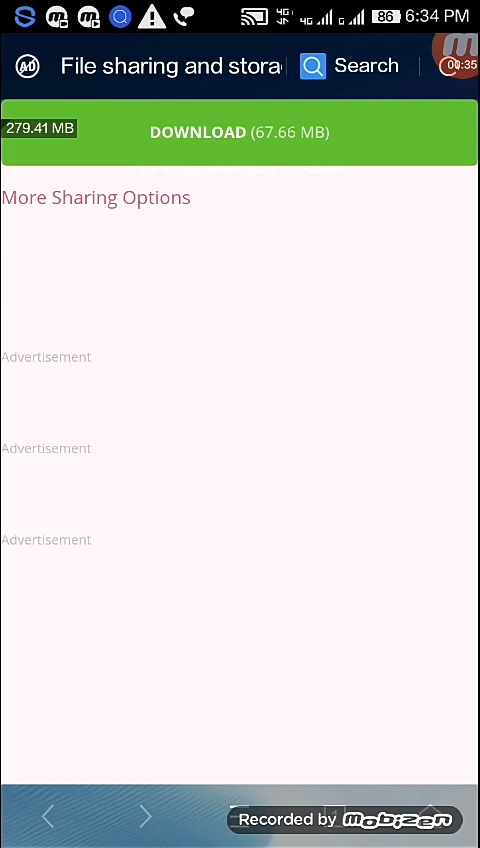 86 6:34 PM
File sharing and stora
Search
00:35
279.41 MB
DOWNLOAD (67.66 MB)
More Sharing Options
Advertisement
Advertisement
Advertisement
Recorded by mobizen